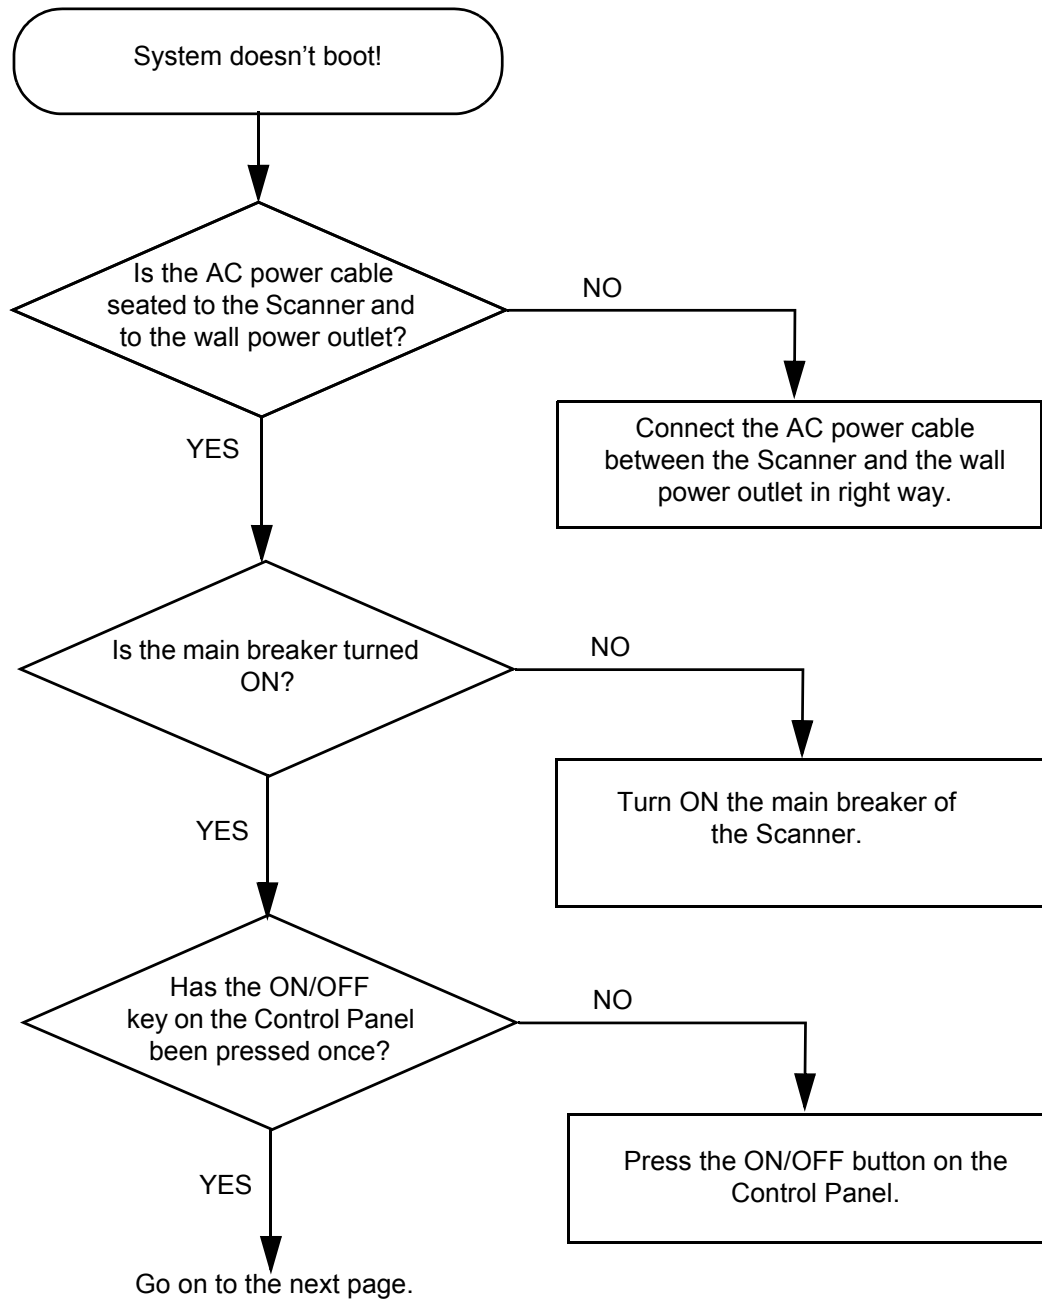 System doesn't boot!
Is the AC power cable
seated to the Scanner and
to the wall power outlet?
NO
Connect the AC power cable
between the Scanner and the wall
power outlet in right way.
YES
Is the main breaker turned
ON?
NO
Turn ON the main breaker of
the Scanner.
YES
Has the ON/OFF
key on the Control Panel
been pressed once?
NO
Press the ON/OFF button on the
Control Panel.
YES
Go on to the next page.